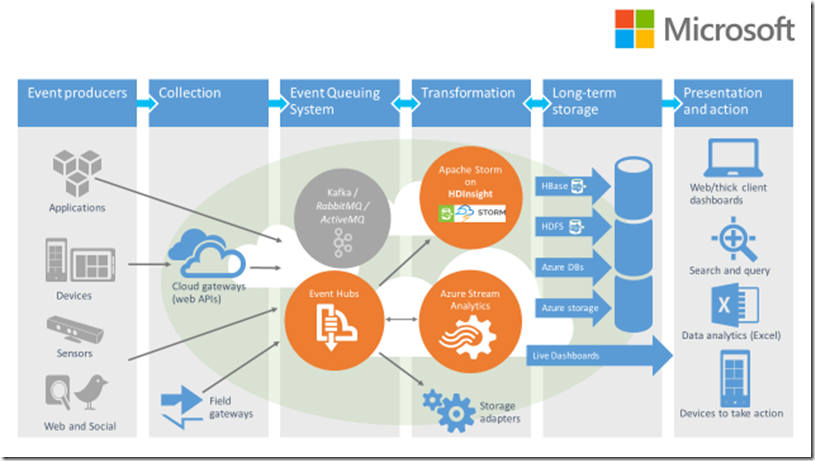 Microsoft
Event producers
Collection
Event Queuing
System
Transformation
Long-term
storage
Presentation
and action
Applications
Devices
Sensors
Web and Social
Cloud gateways
(web APIs)
Field
gateways
Kafka /
RabbitMQ /
ActiveMQ
Event Hubs
Apache Storm
on
HDInsight
STORM
Azure Stream
Analytics
Storage
adapters
HBase
HDFS
Azure DBs
Azure storage
Live Dashboards
Web/thick client
dashboards
Search and query
Data analytics (Excel)
Devices to take action